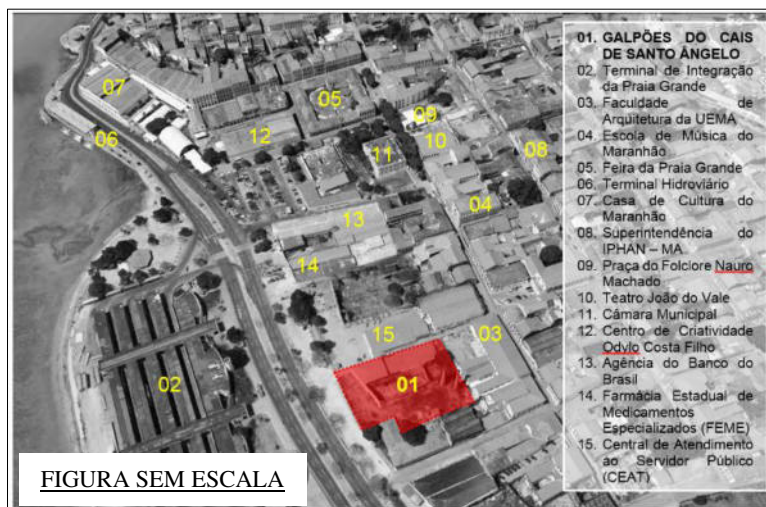 07
05
09
06
12
10
11
08
04
13
14
15
03
02
01
FIGURA SEM ESCALA
01. GALPÕES DO CAIS
DE SANTO ÂNGELO
02. Terminal de Integração
da Praia Grande
03. Faculdade de
Arquitetura da UEMA
04. Escola de Música do
Maranhão
05. Feira da Praia Grande
06. Terminal Hidroviário
07. Casa de Cultura do
Maranhão
08. Superintendência do
IPHAN – MA
09. Praça do Folclore Nauro
Machado
10. Teatro João do Vale
11. Câmara Municipal
12. Centro de Criatividade
Odylo Costa Filho
13. Agência do Banco do
Brasil
14. Farmácia Estadual de
Medicamentos
Especializados (FEME)
15. Central de Atendimento
ao Servidor Público
(CEAT)